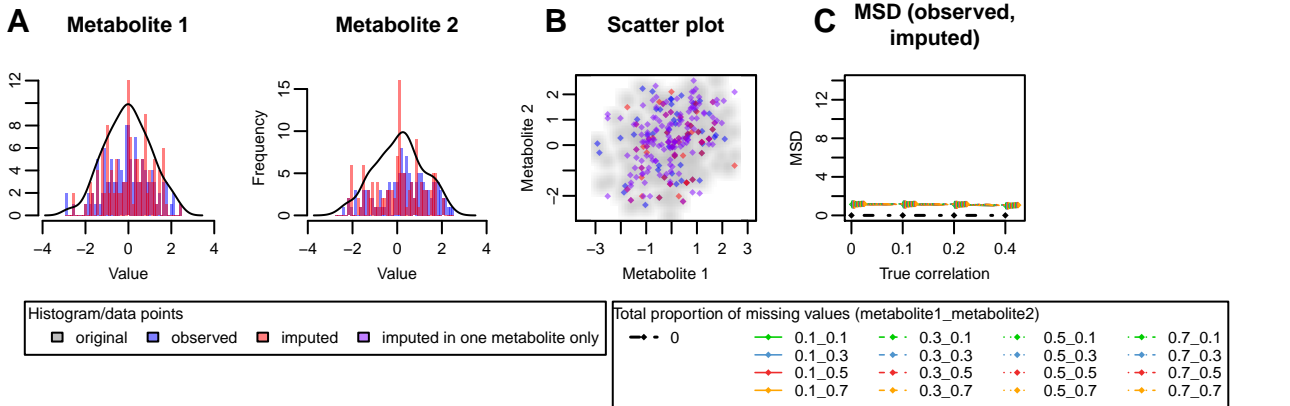 A
Metabolite 1
12
8
6
4
2
0
−4 −2 0 2 4
Value
Metabolite 2
Frequency
15
10
5
0
−4 −2 0 2 4
Value
B
Scatter plot
Metabolite 2
2
1
0
−2
−3 −1 1 2 3
Metabolite 1
C
MSD (observed,
imputed)
MSD
12
8
4
0
0 0.1 0.2 0.4
True correlation
Histogram/data points
original observed imputed imputed in one metabolite only
Total proportion of missing values (metabolite1_metabolite2)
0 0.1_0.1 0.3_0.1 0.5_0.1 0.7_0.1
0.1_0.3 0.3_0.3 0.5_0.3 0.7_0.3
0.1_0.5 0.3_0.5 0.5_0.5 0.7_0.5
0.1_0.7 0.3_0.7 0.5_0.7 0.7_0.7